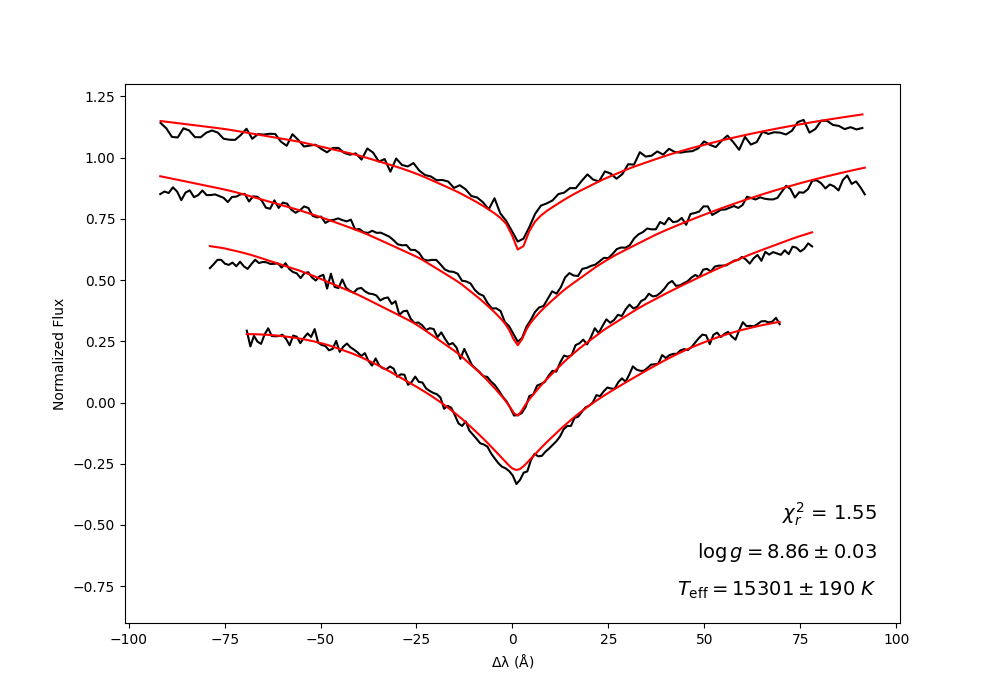 1.25
1.00
0.75
0.50
0.25
0.00
−0.25
−0.50
−0.75
Normalized Flux
χ²ᵣ = 1.55
log g = 8.86 ± 0.03
T_eff = 15301 ± 190 K
−100 −75 −50 −25 0 25 50 75 100
Δλ (Å)